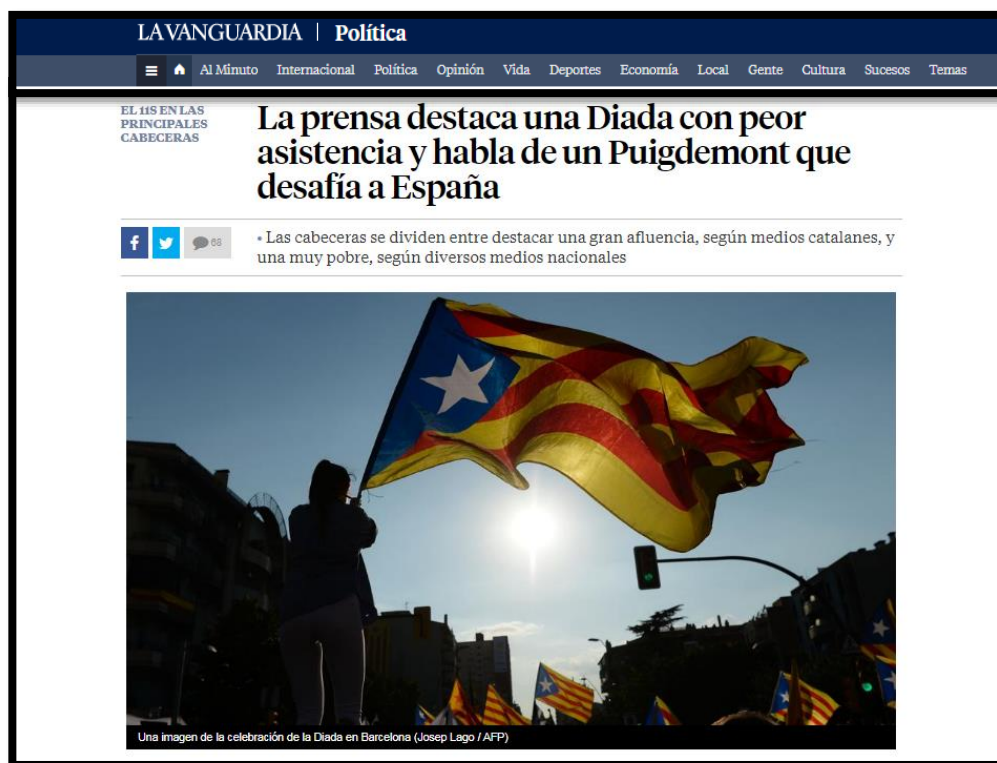 LA VANGUARDIA | Política
Al Minuto Internacional Política Opinión Vida Deportes Economía Local Gente Cultura Sucesos Temas
EL 11S EN LAS
PRINCIPALES
CABECERAS
La prensa destaca una Diada con peor
asistencia y habla de un Puigdemont que
desafía a España
68
• Las cabeceras se dividen entre destacar una gran afluencia, según medios catalanes, y
una muy pobre, según diversos medios nacionales
Una imagen de la celebración de la Diada en Barcelona (Josep Lago / AFP)